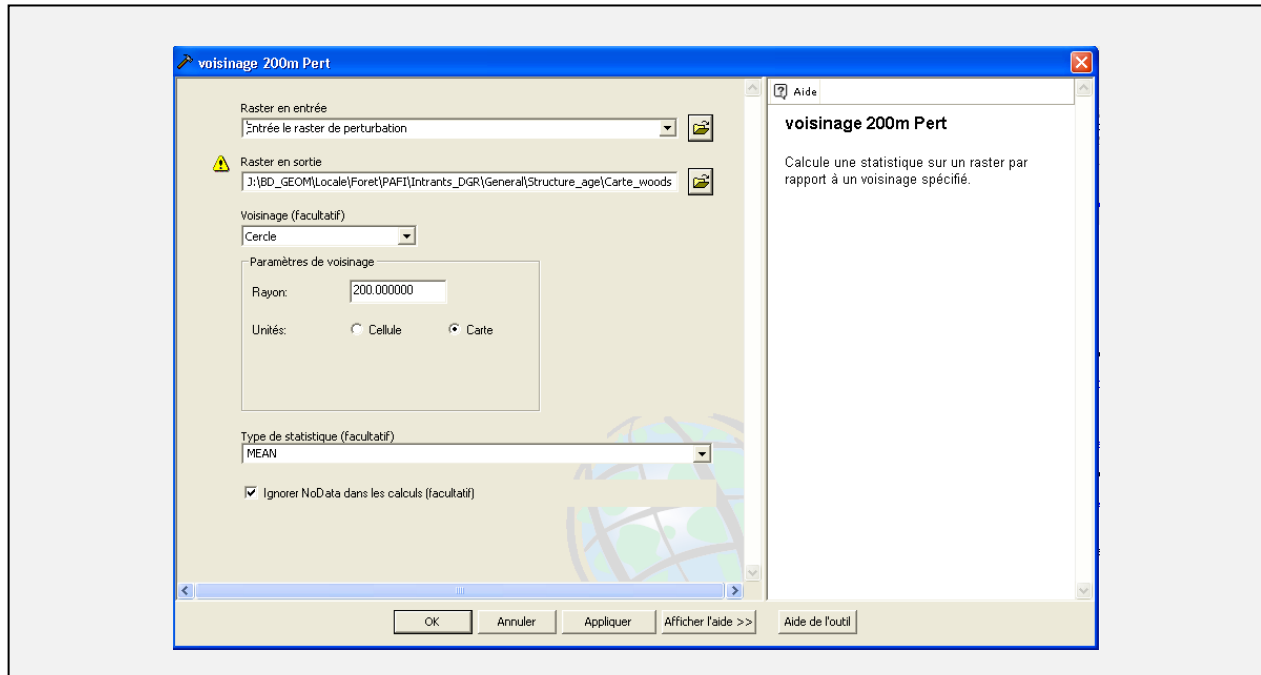 voisinage 200m Pert
Raster en entrée
Entrée le raster de perturbation
Raster en sortie
J:\BD_GEOM\Locale\Foret\PAFI\Intrants_DGR\General\Structure_age\Carte_woods
Voisinage (facultatif)
Cercle
Paramètres de voisinage
Rayon: 200.000000
Unités: Cellule Carte
Type de statistique (facultatif)
MEAN
Ignorer NoData dans les calculs (facultatif)
OK Annuler Appliquer Afficher l'aide >> Aide de l'outil
Aide
voisinage 200m Pert
Calcule une statistique sur un raster par
rapport à un voisinage spécifié.